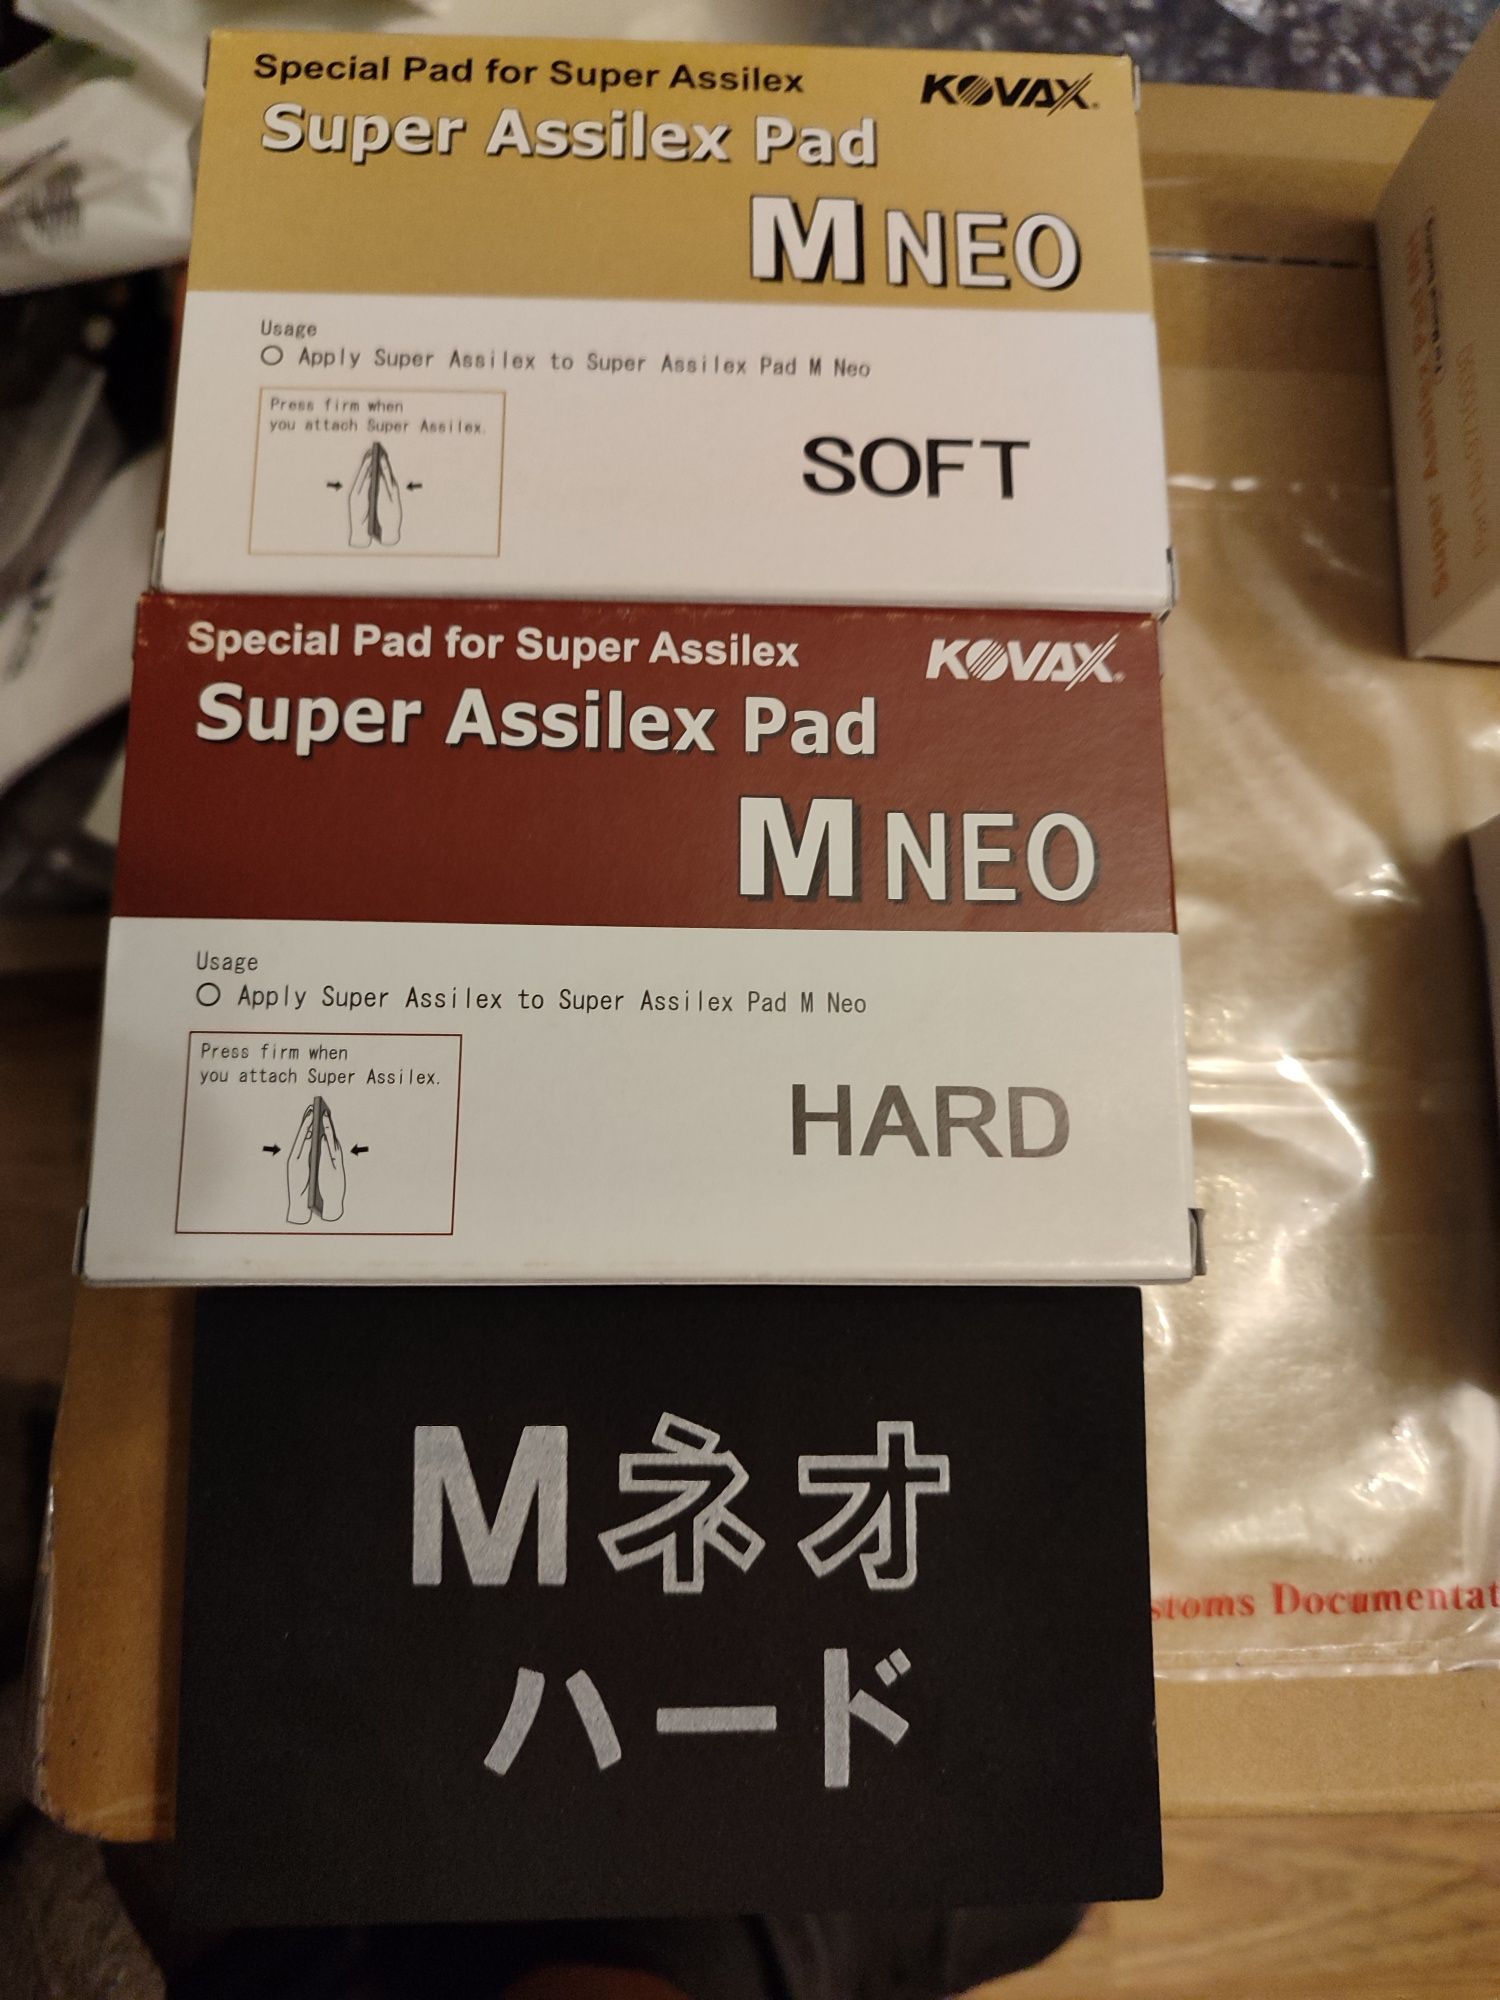 Special Pad for Super Assilex
KOVAX®
Super Assilex Pad
M NEO
Usage
○ Apply Super Assilex to Super Assilex Pad M Neo
Press firm when
you attach Super Assilex.
SOFT
Special Pad for Super Assilex
KOVAX®
Super Assilex Pad
M NEO
Usage
○ Apply Super Assilex to Super Assilex Pad M Neo
Press firm when
you attach Super Assilex.
HARD
Mネオ
ハード
stoms Documentat
Super Assilex